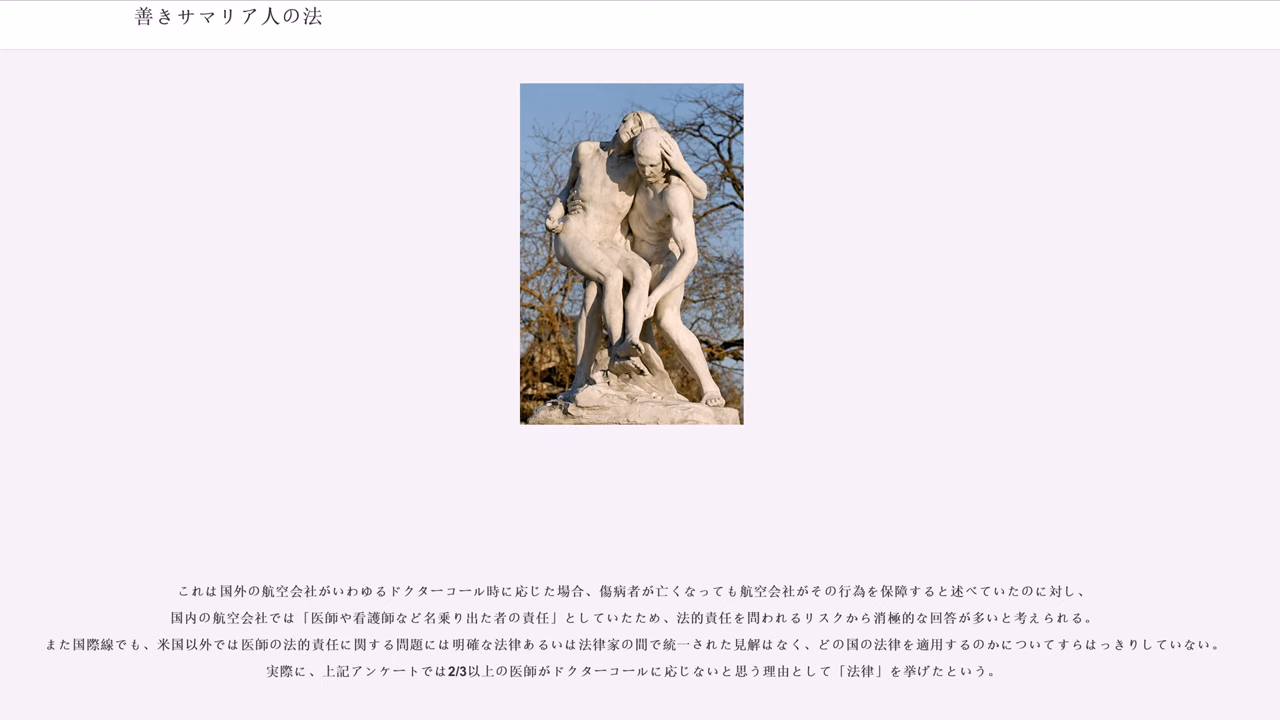 善きサマリア人の法
これは国外の航空会社がいわゆるドクターコール時に応じた場合、傷病者が亡くなっても航空会社がその行為を保障すると述べていたのに対し、
国内の航空会社では「医師や看護師など名乗り出た者の責任」としていたため、法的責任を問われるリスクから消極的な回答が多いと考えられる。
また国際線でも、米国以外では医師の法的責任に関する問題には明確な法律あるいは法律家の間で統一された見解はなく、どの国の法律を適用するのかについてすらはっきりしていない。
実際に、上記アンケートでは2/3以上の医師がドクターコールに応じないと思う理由として「法律」を挙げたという。